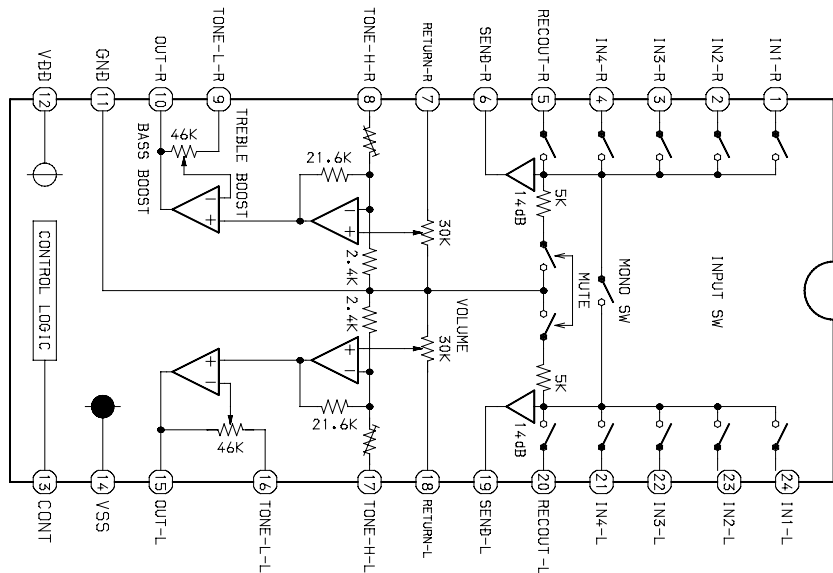 VDD
GND
OUT-R
TONE-L-R
TONE-H-R
RETURN-R
SEND-R
RECOUT-R
IN4-R
IN3-R
IN2-R
IN1-R
12
11
10
9
8
7
6
5
4
3
2
1
46K
BASS BOOST
TREBLE BOOST
21.6K
14dB
5K
30K
2.4K
CONTROL LOGIC
MONO SW
INPUT SW
MUTE
VOLUME
2.4K
30K
5K
21.6K
14dB
46K
13
14
15
16
17
18
19
20
21
22
23
24
CONT
VSS
OUT-L
TONE-L-L
TONE-H-L
RETURN-L
SEND-L
RECOUT-L
IN4-L
IN3-L
IN2-L
IN1-L